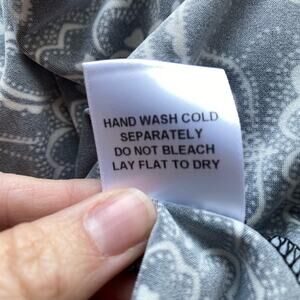 HAND WASH COLD
SEPARATELY
DO NOT BLEACH
LAY FLAT TO DRY